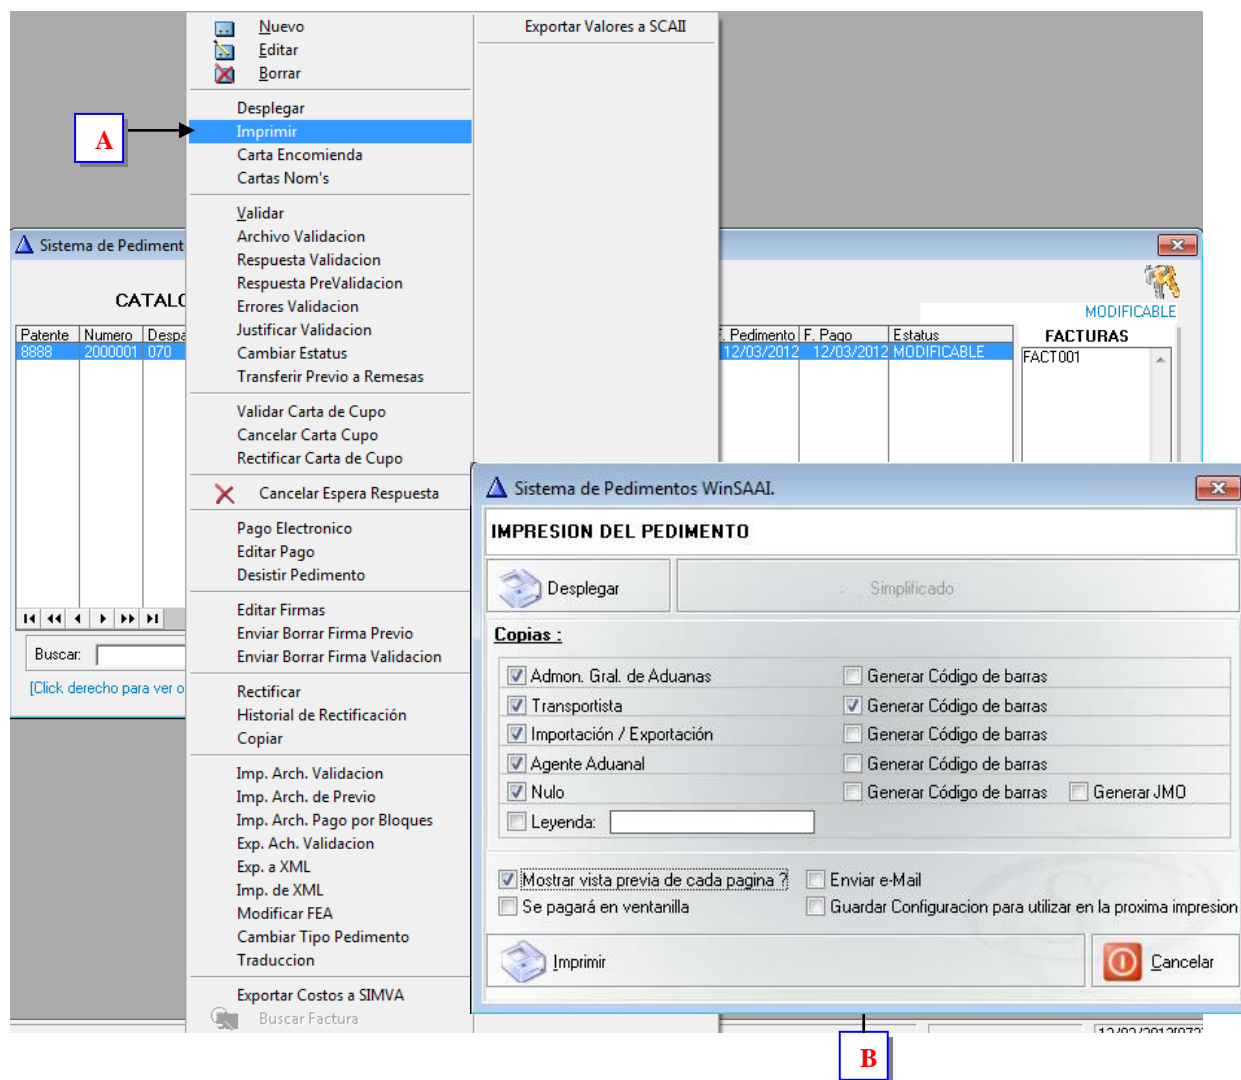 Nuevo
Editar
Borrar
Desplegar
Imprimir
Carta Encomienda
Cartas Nom's
Validar
Archivo Validacion
Respuesta Validacion
Respuesta PreValidacion
Errores Validacion
Justificar Validacion
Cambiar Estatus
Transferir Previo a Remesas
Validar Carta de Cupo
Cancelar Carta Cupo
Rectificar Carta de Cupo
Cancelar Espera Respuesta
Pago Electronico
Editar Pago
Desistir Pedimento
Editar Firmas
Enviar Borrar Firma Previo
Enviar Borrar Firma Validacion
Rectificar
Historial de Rectificación
Copiar
Imp. Arch. Validacion
Imp. Arch. de Previo
Imp. Arch. Pago por Bloques
Exp. Ach. Validacion
Exp. a XML
Imp. de XML
Modificar FEA
Cambiar Tipo Pedimento
Traduccion
Exportar Costos a SIMVA
Buscar Factura
Exportar Valores a SCAII
A
Sistema de Pediment
CATALO
MODIFICABLE
Patente Numero Despa . Pedimento F. Pago Estatus FACTURAS
8888 2000001 070 12/03/2012 12/03/2012 MODIFICABLE FACT001
Buscar:
[Click derecho para ver o
Sistema de Pedimentos WinSAAI.
IMPRESION DEL PEDIMENTO
Desplegar Simplificado
Copias :
Admon. Gral. de Aduanas Generar Código de barras
Transportista Generar Código de barras
Importación / Exportación Generar Código de barras
Agente Aduanal Generar Código de barras
Nulo Generar Código de barras Generar JMO
Leyenda:
Mostrar vista previa de cada pagina ? Enviar e-Mail
Se pagará en ventanilla Guardar Configuracion para utilizar en la proxima impresion
Imprimir Cancelar
B